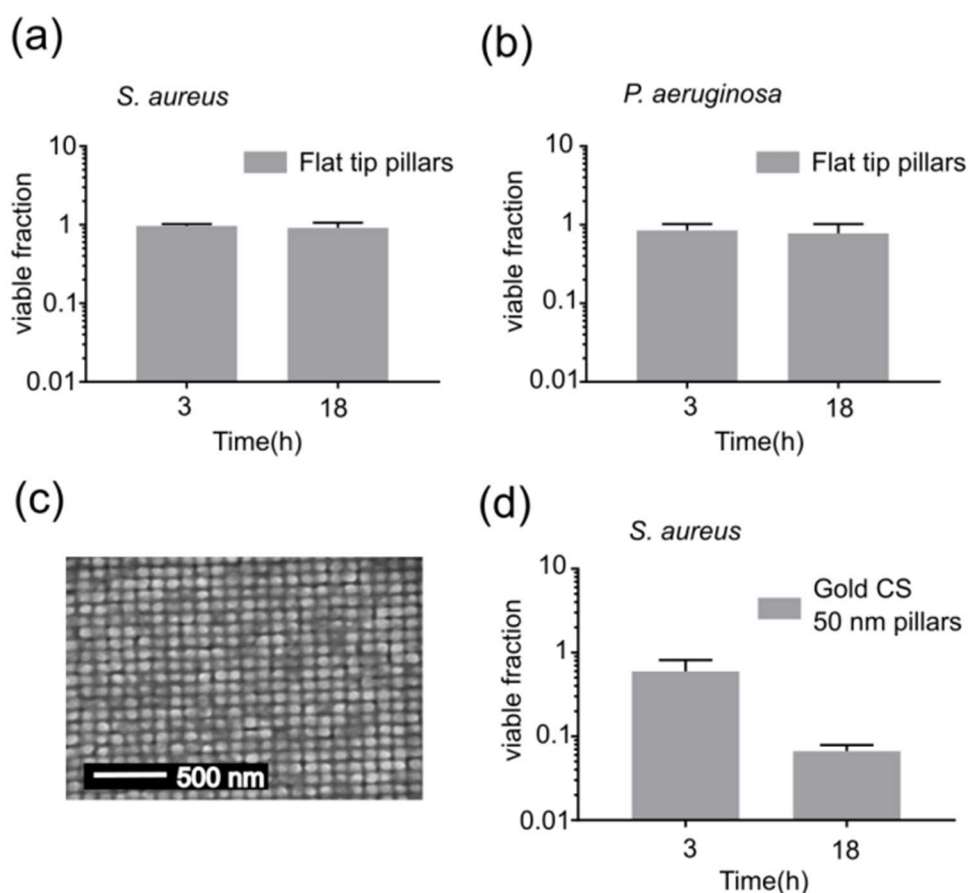 (a)
S. aureus
Flat tip pillars
viable fraction
10
1
0.1
0.01
3
18
Time(h)
(b)
P. aeruginosa
Flat tip pillars
viable fraction
10
1
0.1
0.01
3
18
Time(h)
(c)
500 nm
(d)
S. aureus
Gold CS
50 nm pillars
viable fraction
10
1
0.1
0.01
3
18
Time(h)